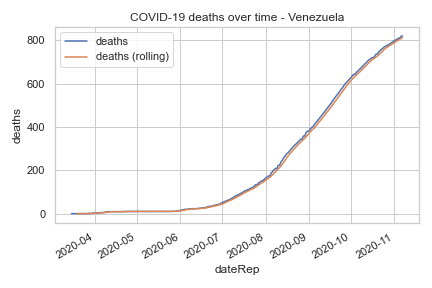 COVID-19 deaths over time - Venezuela
deaths
deaths (rolling)
800
600
400
200
0
deaths
2020-04
2020-05
2020-06
2020-07
2020-08
2020-09
2020-10
2020-11
dateRep